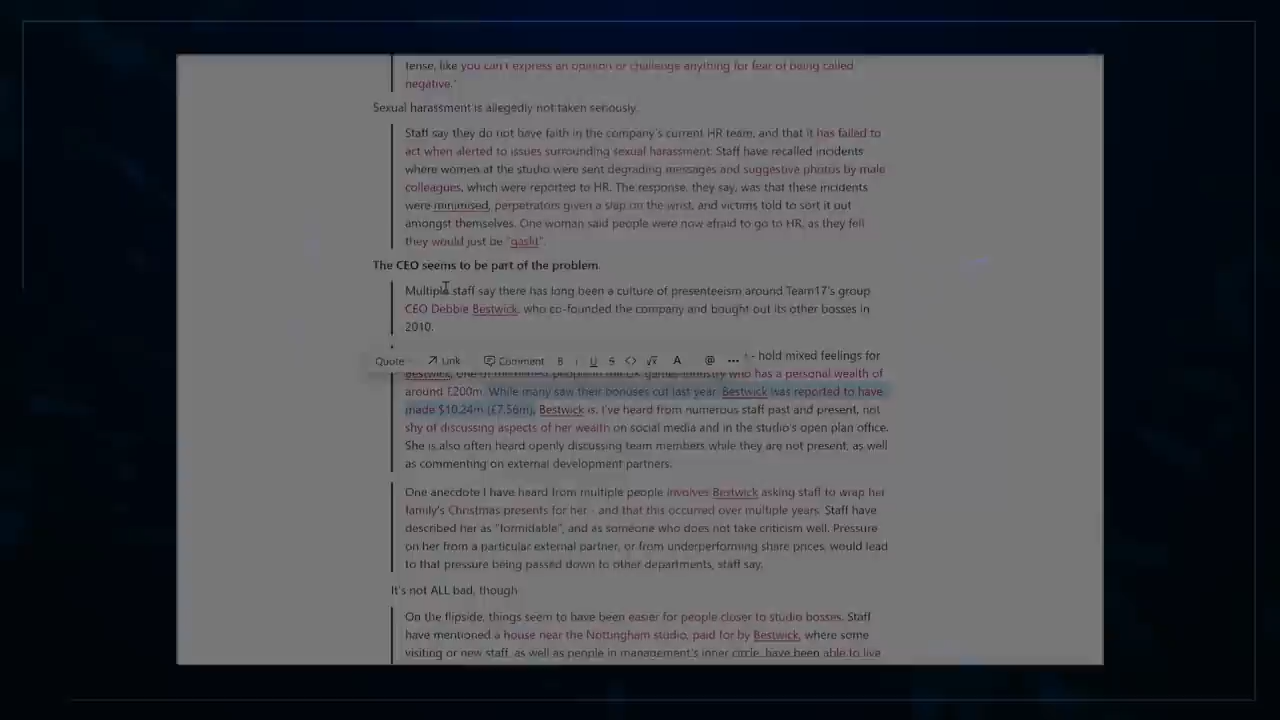 tense, like you can't express an opinion or challenge anything for fear of being called
negative."
Sexual harassment is allegedly not taken seriously.
Staff say they do not have faith in the company's current HR team, and that it has failed to
act when alerted to issues surrounding sexual harassment. Staff have recalled incidents
where women at the studio were sent degrading messages and suggestive photos by male
colleagues, which were reported to HR. The response, they say, was that these incidents
were minimised, perpetrators given a slap on the wrist, and victims told to sort it out
amongst themselves. One woman said people were now afraid to go to HR, as they fell
they would just be "gaslit".
The CEO seems to be part of the problem.
Multiple staff say there has long been a culture of presenteeism around Team17's group
CEO Debbie Bestwick, who co-founded the company and bought out its other bosses in
2010.
- hold mixed feelings for
Quote Link Comment B I U S <> √x A @ •••
Bestwick, one of the in the UK games industry who has a personal wealth of
around £200m. While many saw their bonuses cut last year, Bestwick was reported to have
made $10.24m (£7.56m), Bestwick is, I've heard from numerous staff past and present, not
shy of discussing aspects of her wealth on social media and in the studio's open plan office.
She is also often heard openly discussing team members while they are not present, as well
as commenting on external development partners.
One anecdote I have heard from multiple people involves Bestwick asking staff to wrap her
family's Christmas presents for her - and that this occurred over multiple years. Staff have
described her as "formidable", and as someone who does not take criticism well. Pressure
on her from a particular external partner, or from underperforming share prices, would lead
to that pressure being passed down to other departments, staff say.
It's not ALL bad, though
On the flipside, things seem to have been easier for people closer to studio bosses. Staff
have mentioned a house near the Nottingham studio, paid for by Bestwick, where some
visiting or new staff, as well as people in management's inner circle, have been able to live